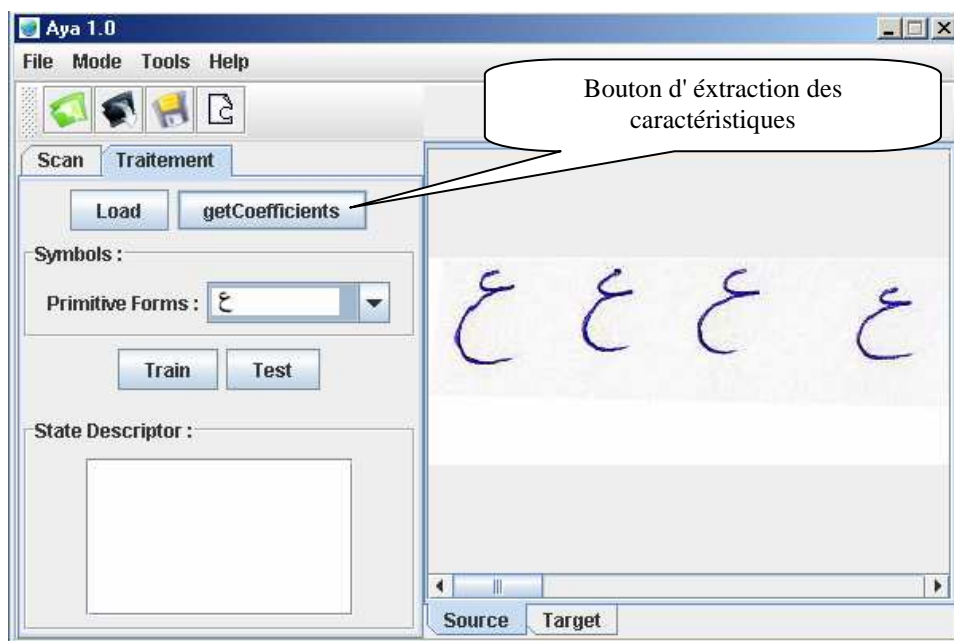 Aya 1.0
File Mode Tools Help
Bouton d' éxtraction des
caractéristiques
Scan Traitement
Load getCoefficients
Symbols :
Primitive Forms : ع
ع ع ع ع
Train Test
State Descriptor :
Source Target